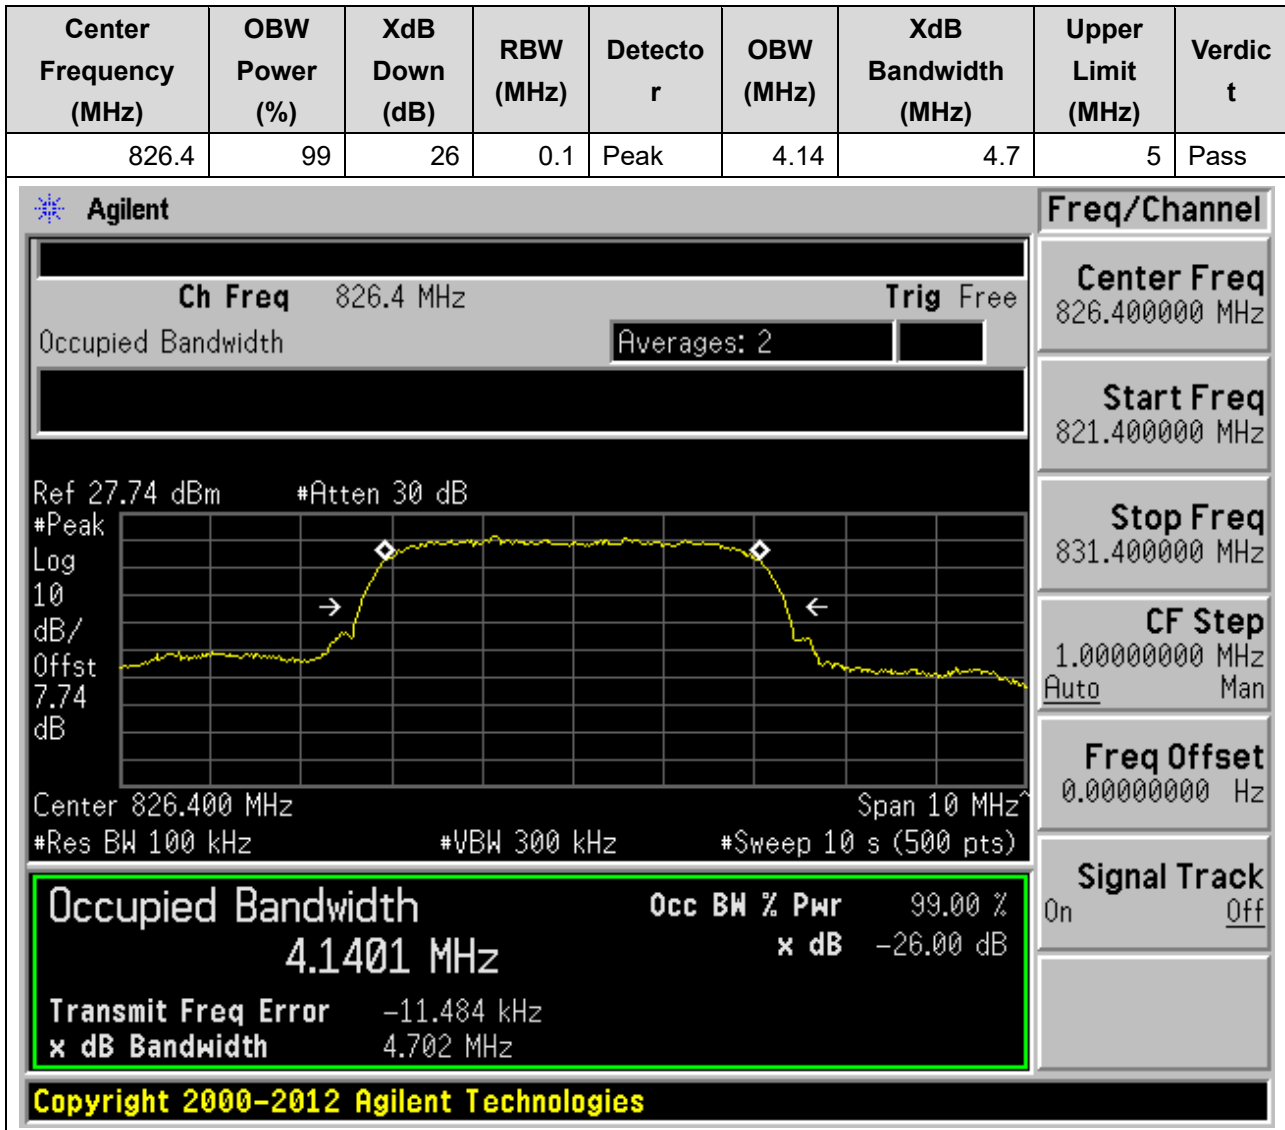 Center Frequency (MHz) OBW Power (%) XdB Down (dB) RBW (MHz) Detecto r OBW (MHz) XdB Bandwidth (MHz) Upper Limit (MHz) Verdic t
826.4 99 26 0.1 Peak 4.14 4.7 5 Pass
Agilent
Freq/Channel
Ch Freq 826.4 MHz Trig Free
Occupied Bandwidth Averages: 2
Center Freq
826.400000 MHz
Start Freq
821.400000 MHz
Stop Freq
831.400000 MHz
CF Step
1.00000000 MHz
Auto Man
Freq Offset
0.00000000 Hz
Signal Track
On Off
Ref 27.74 dBm #Atten 30 dB
#Peak
Log
10
dB/
Offst
7.74
dB
Center 826.400 MHz Span 10 MHz^
#Res BW 100 kHz #VBW 300 kHz #Sweep 10 s (500 pts)
Occupied Bandwidth Occ BW % Pwr 99.00 %
4.1401 MHz x dB -26.00 dB
Transmit Freq Error -11.484 kHz
x dB Bandwidth 4.702 MHz
Copyright 2000-2012 Agilent Technologies